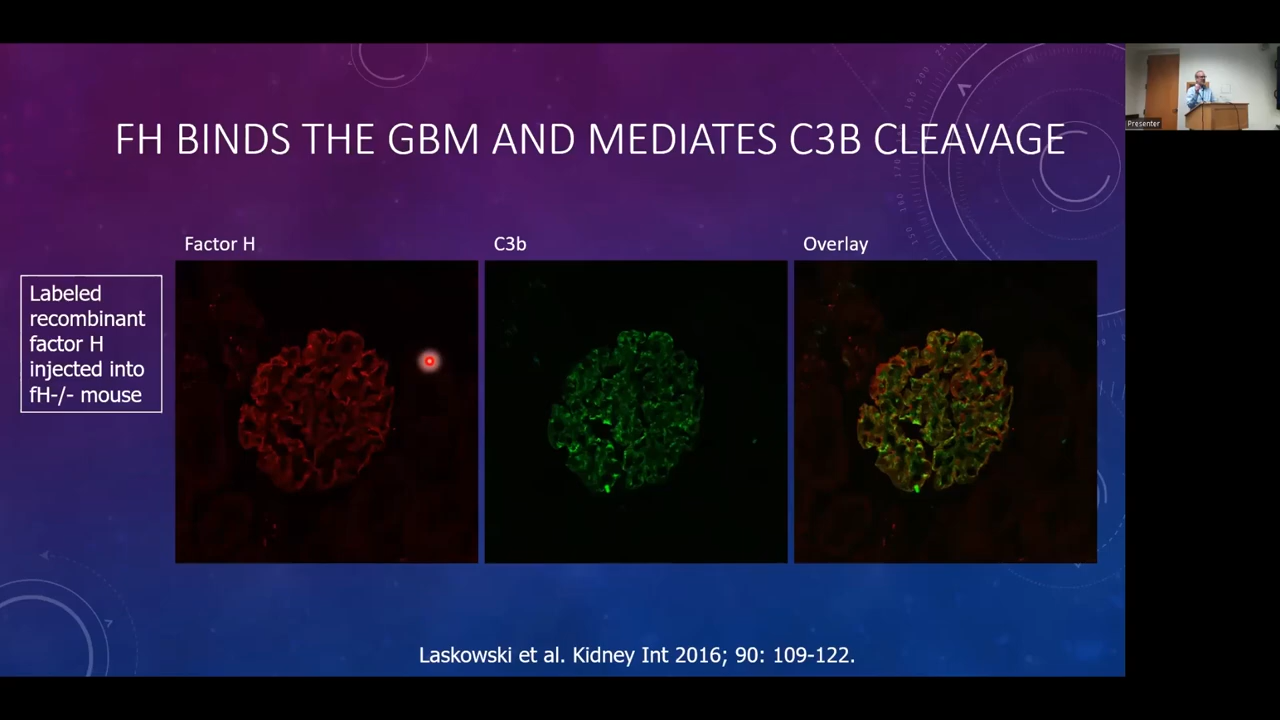 FH BINDS THE GBM AND MEDIATES C3B CLEAVAGE
Factor H
C3b
Overlay
Labeled
recombinant
factor H
injected into
fH-/- mouse
Laskowski et al. Kidney Int 2016; 90: 109-122.
Presenter